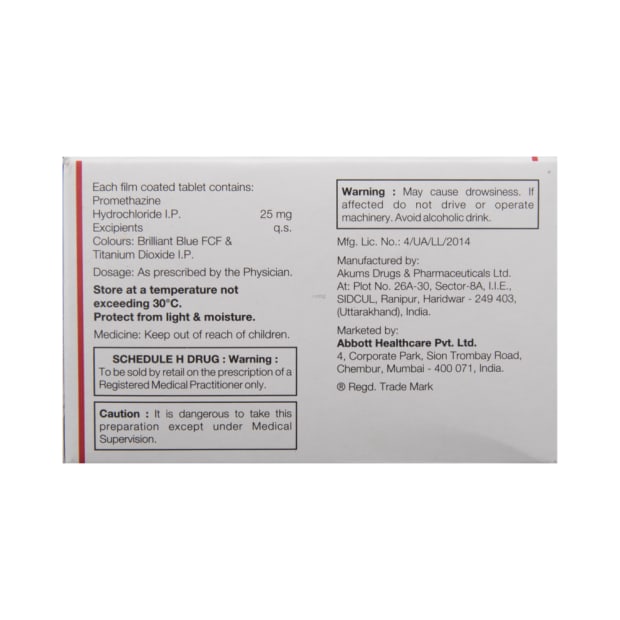 Each film coated tablet contains:
Promethazine
Hydrochloride I.P. 25 mg
Excipients q.s.
Colours: Brilliant Blue FCF &
Titanium Dioxide I.P.
Dosage: As prescribed by the Physician.
Store at a temperature not
exceeding 30°C.
Protect from light & moisture.
Medicine: Keep out of reach of children.
SCHEDULE H DRUG : Warning :
To be sold by retail on the prescription of a
Registered Medical Practitioner only.
Caution : It is dangerous to take this
preparation except under Medical
Supervision.
Warning : May cause drowsiness. If
affected do not drive or operate
machinery. Avoid alcoholic drink.
Mfg. Lic. No.: 4/UA/LL/2014
Manufactured by:
Akums Drugs & Pharmaceuticals Ltd.
At: Plot No. 26A-30, Sector-8A, I.I.E.,
SIDCUL, Ranipur, Haridwar - 249 403,
(Uttarakhand), India.
Marketed by:
Abbott Healthcare Pvt. Ltd.
4, Corporate Park, Sion Trombay Road,
Chembur, Mumbai - 400 071, India.
® Regd. Trade Mark